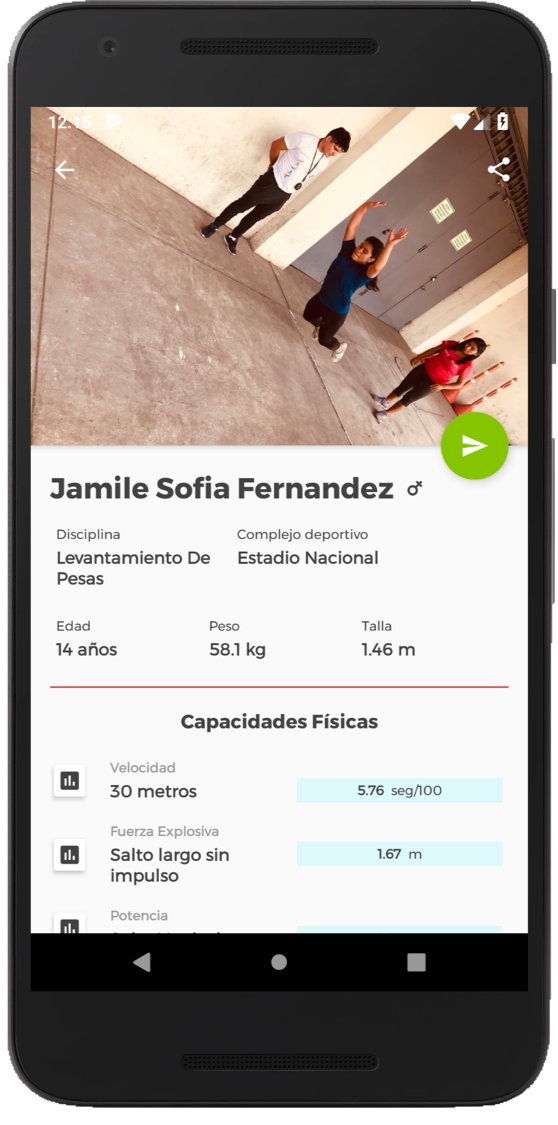 12:16
Jamile Sofia Fernandez
Disciplina
Complejo deportivo
Levantamiento De
Pesas
Estadio Nacional
Edad
Peso
Talla
14 años
58.1 kg
1.46 m
Capacidades Físicas
Velocidad
30 metros
5.76 seg/100
Fuerza Explosiva
Salto largo sin
impulso
1.67 m
Potencia